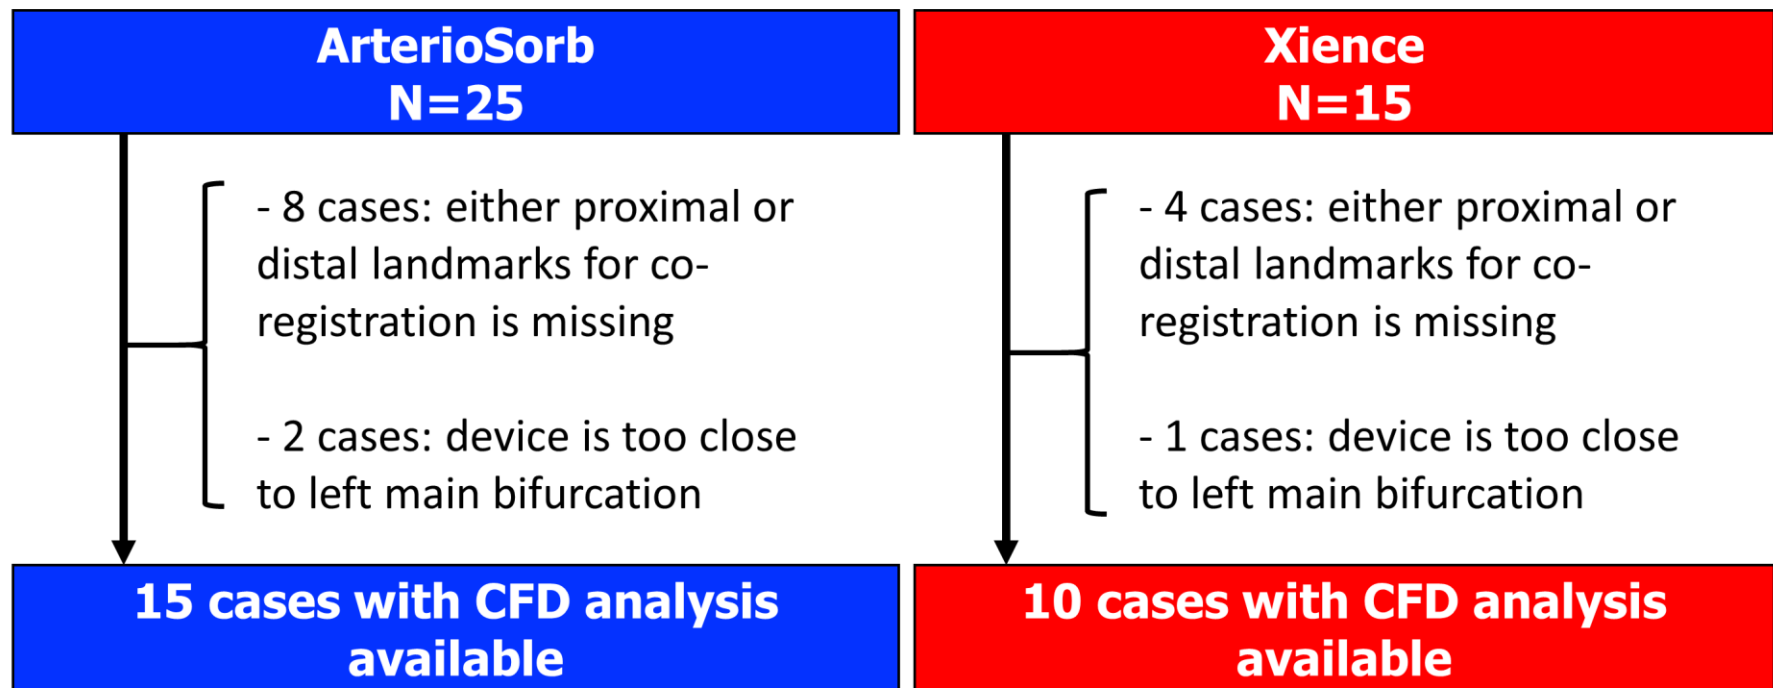 ArterioSorb
N=25
- 8 cases: either proximal or
distal landmarks for co-
registration is missing
- 2 cases: device is too close
to left main bifurcation
15 cases with CFD analysis
available
Xience
N=15
- 4 cases: either proximal or
distal landmarks for co-
registration is missing
- 1 cases: device is too close
to left main bifurcation
10 cases with CFD analysis
available